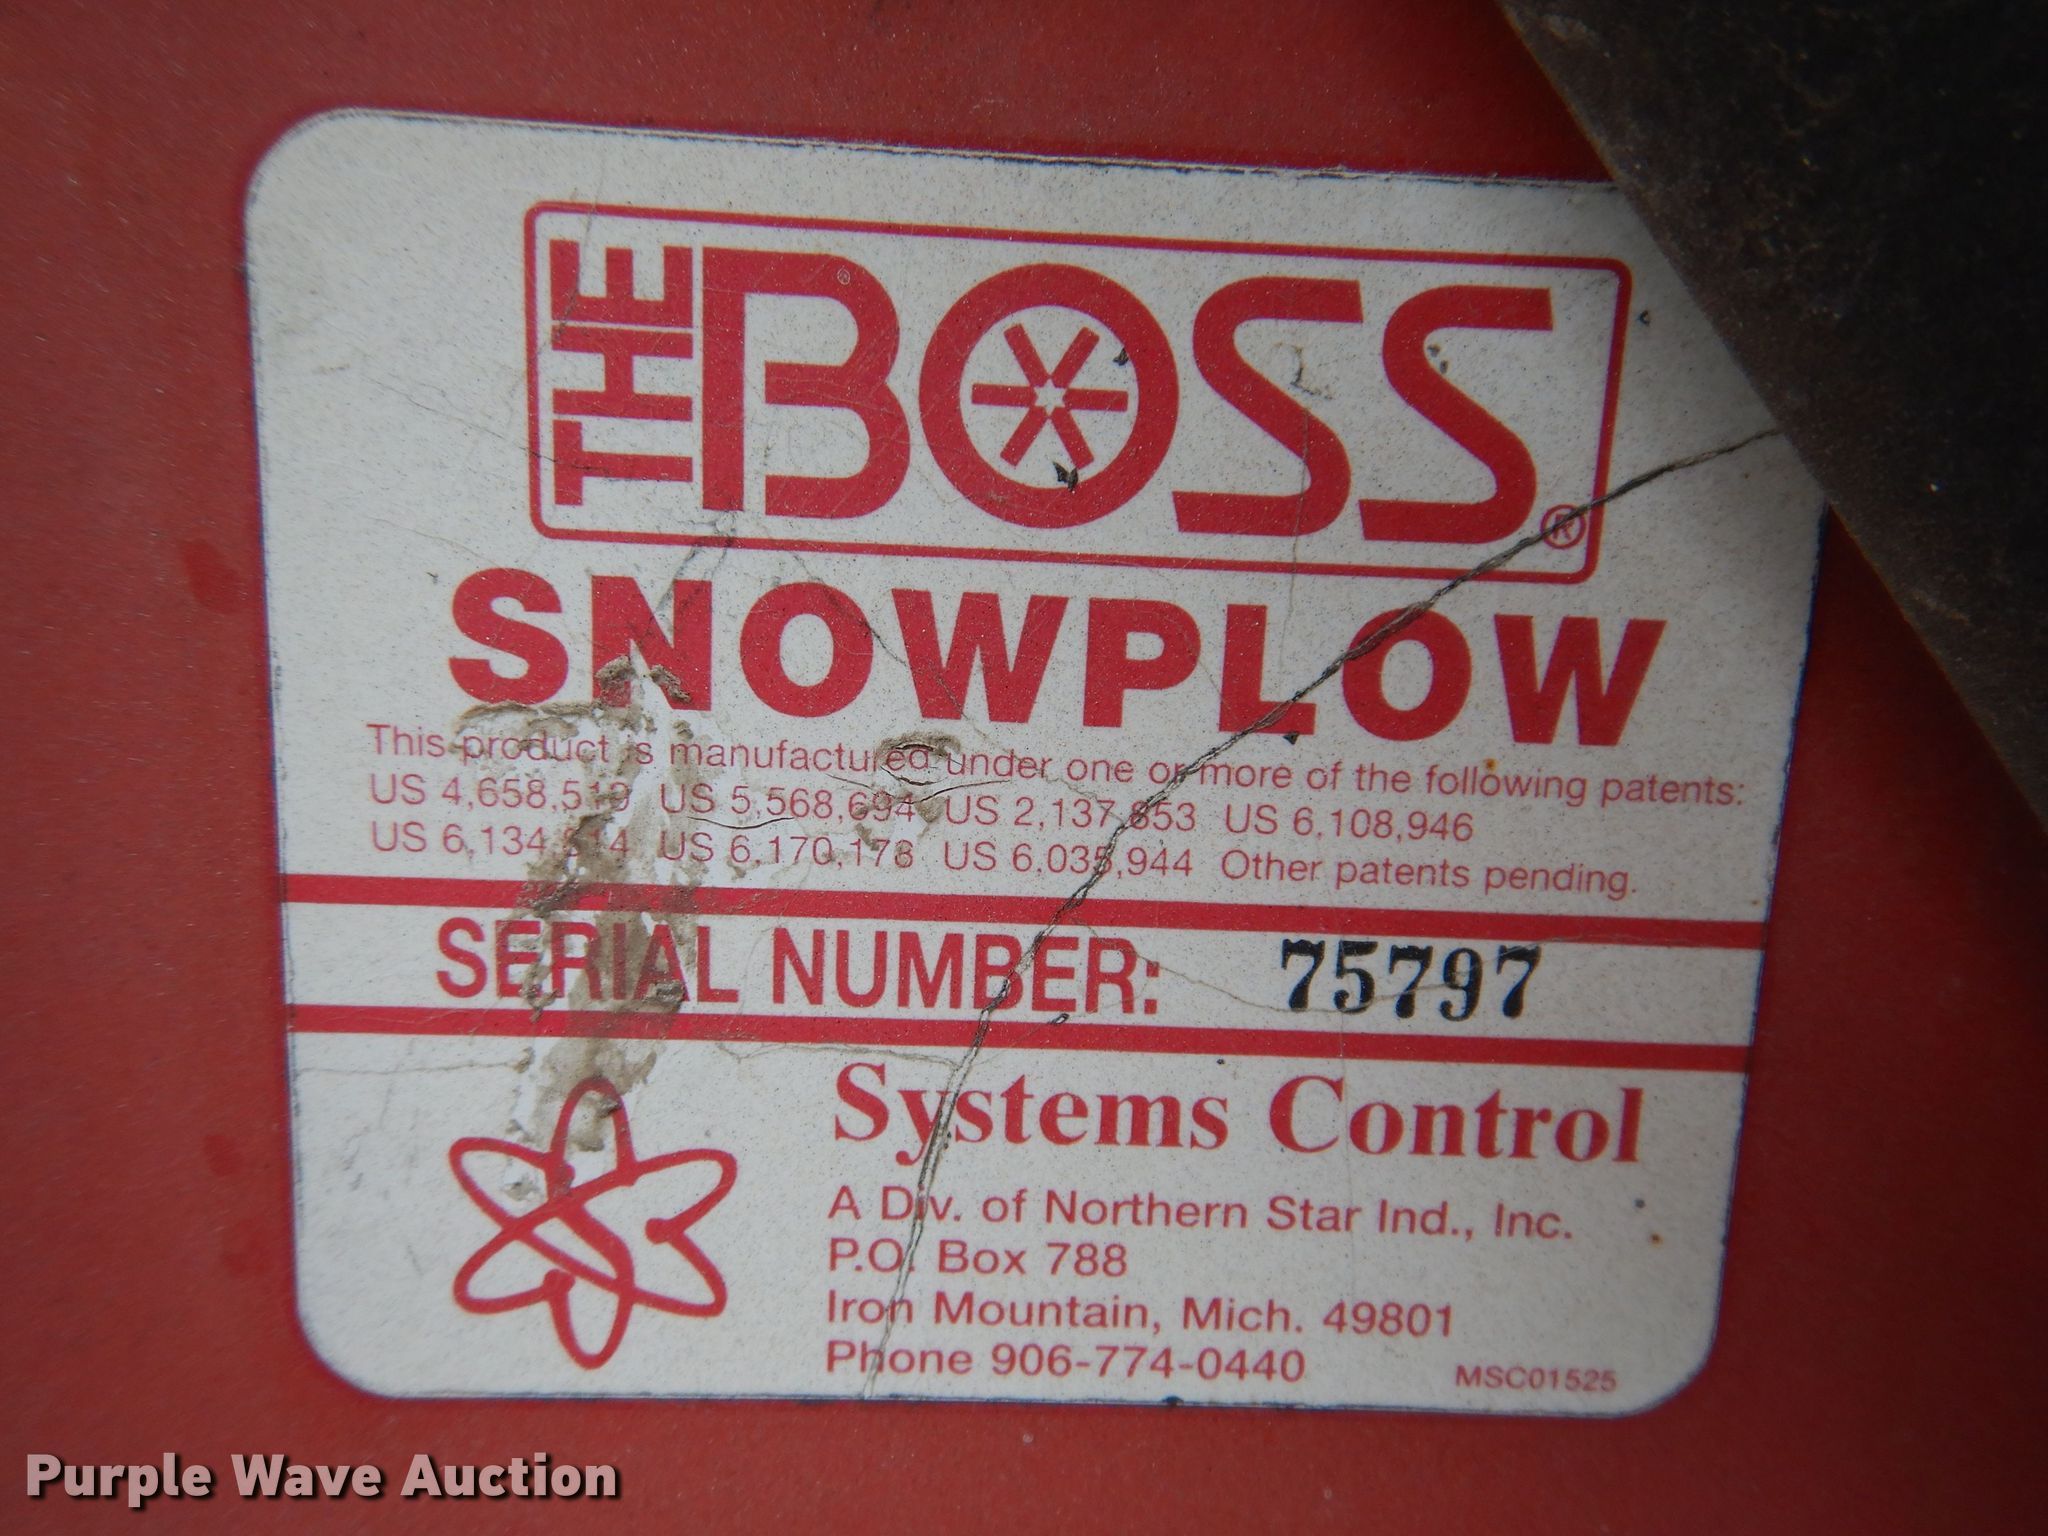 THE BOSS®
SNOWPLOW
This product is manufactured under one or more of the following patents:
US 4,658,519 US 5,568,694 US 2,137,853 US 6,108,946
US US 6,170,178 US 6,035,944 Other patents pending.
SERIAL NUMBER: 75797
Systems Control
A Div. of Northern Star Ind., Inc.
P.O. Box 788
Iron Mountain, Mich. 49801
Phone 906-774-0440
MSC01525
Purple Wave Auction